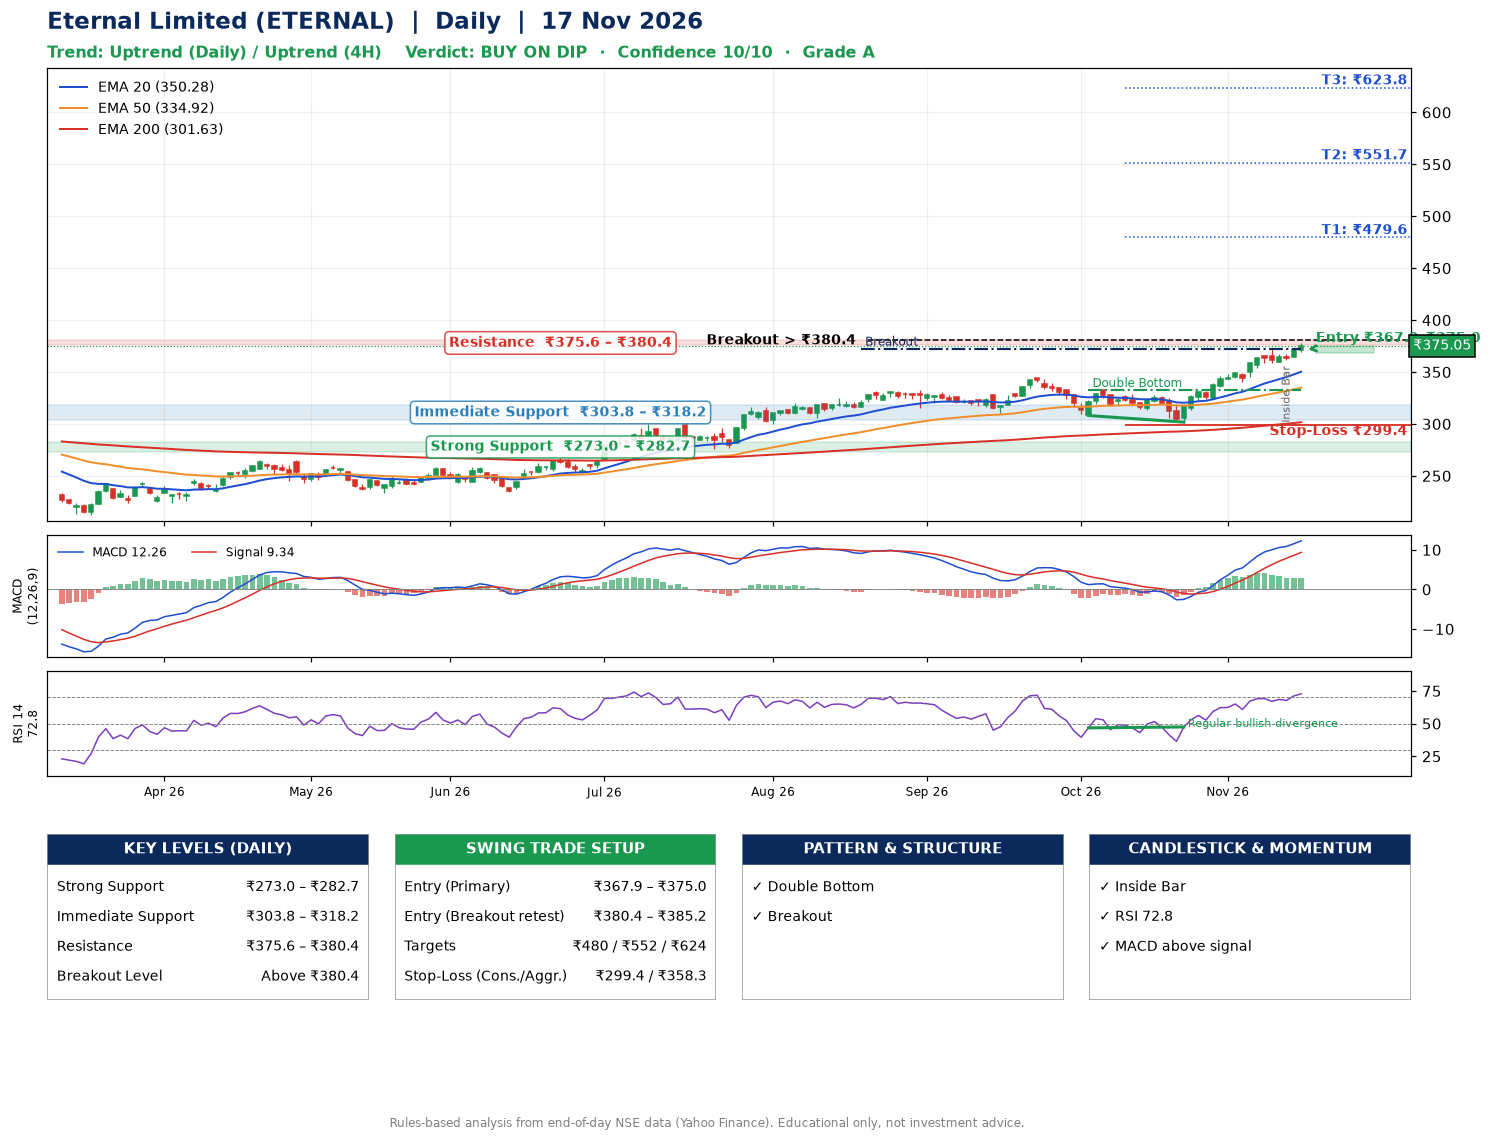 Eternal Limited (ETERNAL) | Daily | 17 Nov 2026
Trend: Uptrend (Daily) / Uptrend (4H) Verdict: BUY ON DIP · Confidence 10/10 · Grade A
EMA 20 (350.28)
EMA 50 (334.92)
EMA 200 (301.63)
T3: ₹623.8
T2: ₹551.7
T1: ₹479.6
600
550
500
450
400
350
300
250
Resistance ₹375.6 – ₹380.4
Breakout > ₹380.4
Breakout
Entry ₹367.9
₹375.05
Double Bottom
Inside Bar
Immediate Support ₹303.8 – ₹318.2
Stop-Loss ₹299.4
Strong Support ₹273.0 – ₹282.7
MACD 12.26 Signal 9.34
MACD
(12,26,9)
10
0
−10
RSI 14
72.8
75
50
25
Regular bullish divergence
Apr 26 May 26 Jun 26 Jul 26 Aug 26 Sep 26 Oct 26 Nov 26
KEY LEVELS (DAILY)
Strong Support ₹273.0 – ₹282.7
Immediate Support ₹303.8 – ₹318.2
Resistance ₹375.6 – ₹380.4
Breakout Level Above ₹380.4
SWING TRADE SETUP
Entry (Primary) ₹367.9 – ₹375.0
Entry (Breakout retest) ₹380.4 – ₹385.2
Targets ₹480 / ₹552 / ₹624
Stop-Loss (Cons./Aggr.) ₹299.4 / ₹358.3
PATTERN & STRUCTURE
✓ Double Bottom
✓ Breakout
CANDLESTICK & MOMENTUM
✓ Inside Bar
✓ RSI 72.8
✓ MACD above signal
Rules-based analysis from end-of-day NSE data (Yahoo Finance). Educational only, not investment advice.